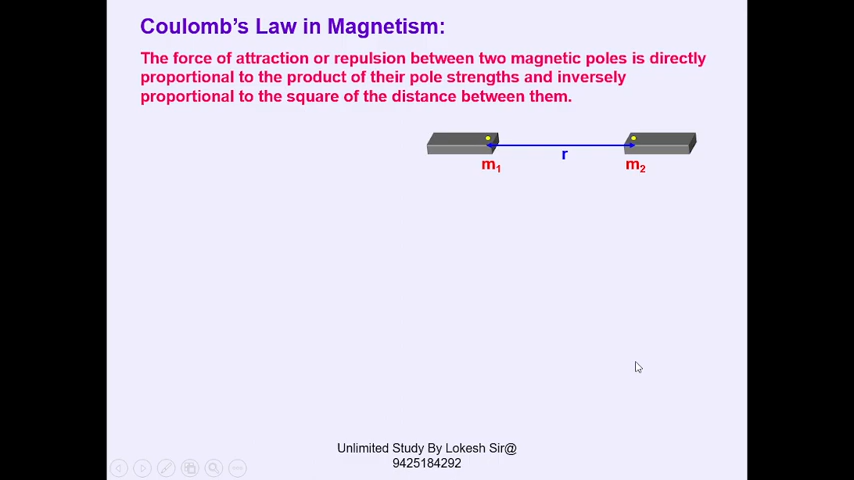 Coulomb’s Law in Magnetism:
The force of attraction or repulsion between two magnetic poles is directly
proportional to the product of their pole strengths and inversely
proportional to the square of the distance between them.
r
m1 m2
Unlimited Study By Lokesh Sir@
9425184292